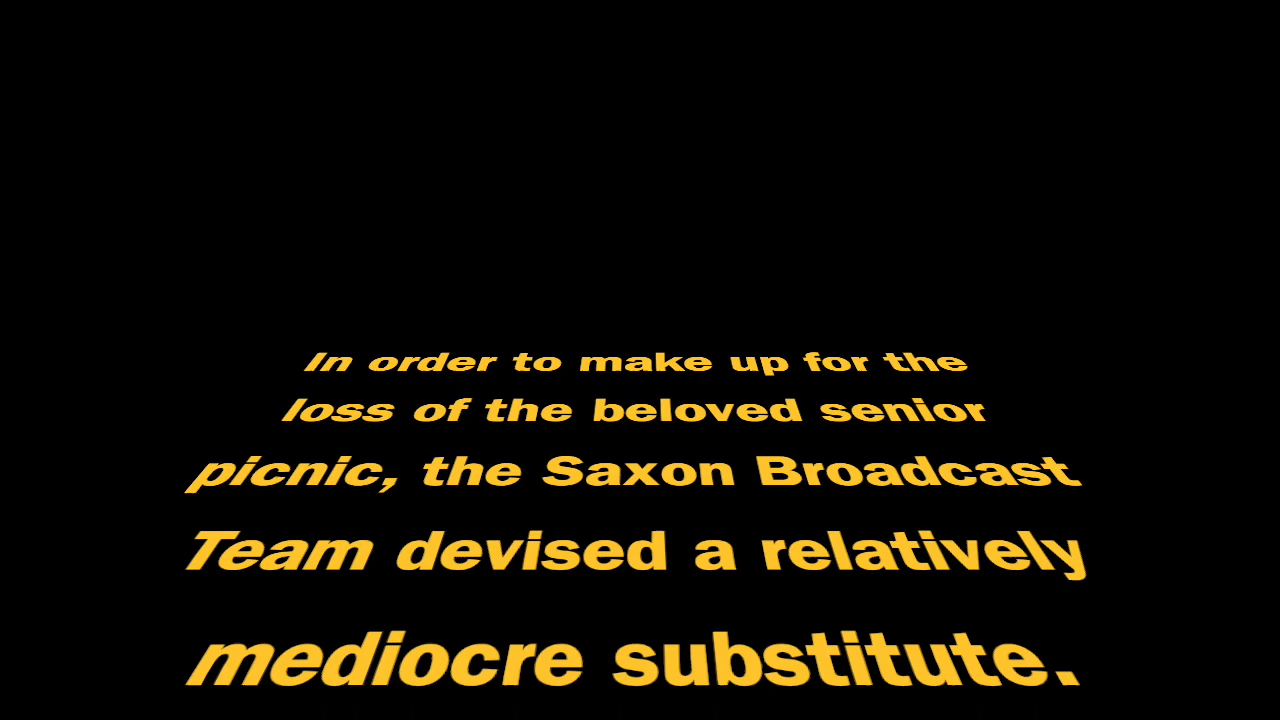 In order to make up for the
loss of the beloved senior
picnic, the Saxon Broadcast
Team devised a relatively
mediocre substitute.